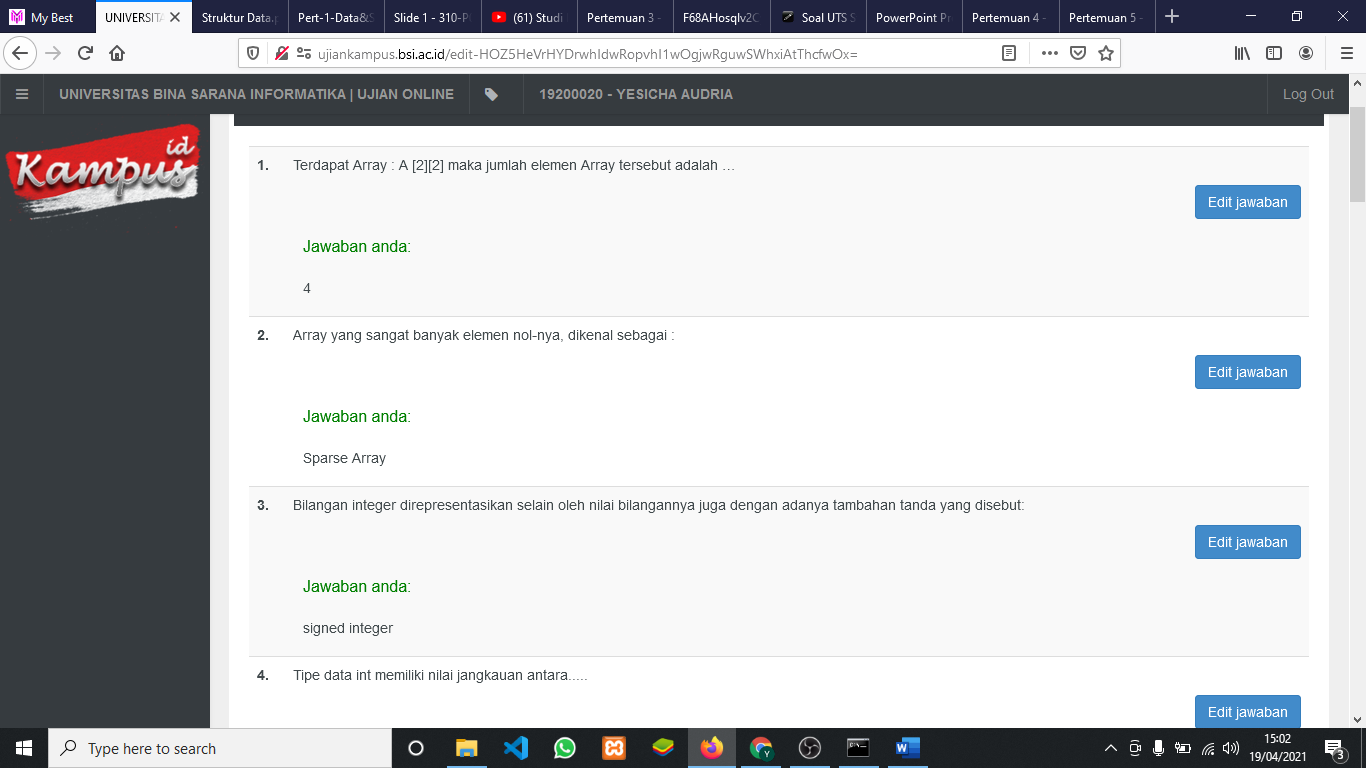 My Best
UNIVERSITA
Struktur Data.p
Pert-1-Data&S
Slide 1 - 310-P
(61) Studi
Pertemuan 3 -
F68AHosqlv2C
Soal UTS S
PowerPoint Pr
Pertemuan 4 -
Pertemuan 5 -
ujiankampus.bsi.ac.id/edit-HOZ5HeVrHYDrwhIdwRopvhI1wOgjwRguwSWhxiAtThcfwOx=
UNIVERSITAS BINA SARANA INFORMATIKA | UJIAN ONLINE
19200020 - YESICHA AUDRIA
Log Out
Kampus id
1. Terdapat Array : A [2][2] maka jumlah elemen Array tersebut adalah …
Edit jawaban
Jawaban anda:
4
2. Array yang sangat banyak elemen nol-nya, dikenal sebagai :
Edit jawaban
Jawaban anda:
Sparse Array
3. Bilangan integer direpresentasikan selain oleh nilai bilangannya juga dengan adanya tambahan tanda yang disebut:
Edit jawaban
Jawaban anda:
signed integer
4. Tipe data int memiliki nilai jangkauan antara.....
Edit jawaban
Type here to search
15:02
19/04/2021
3